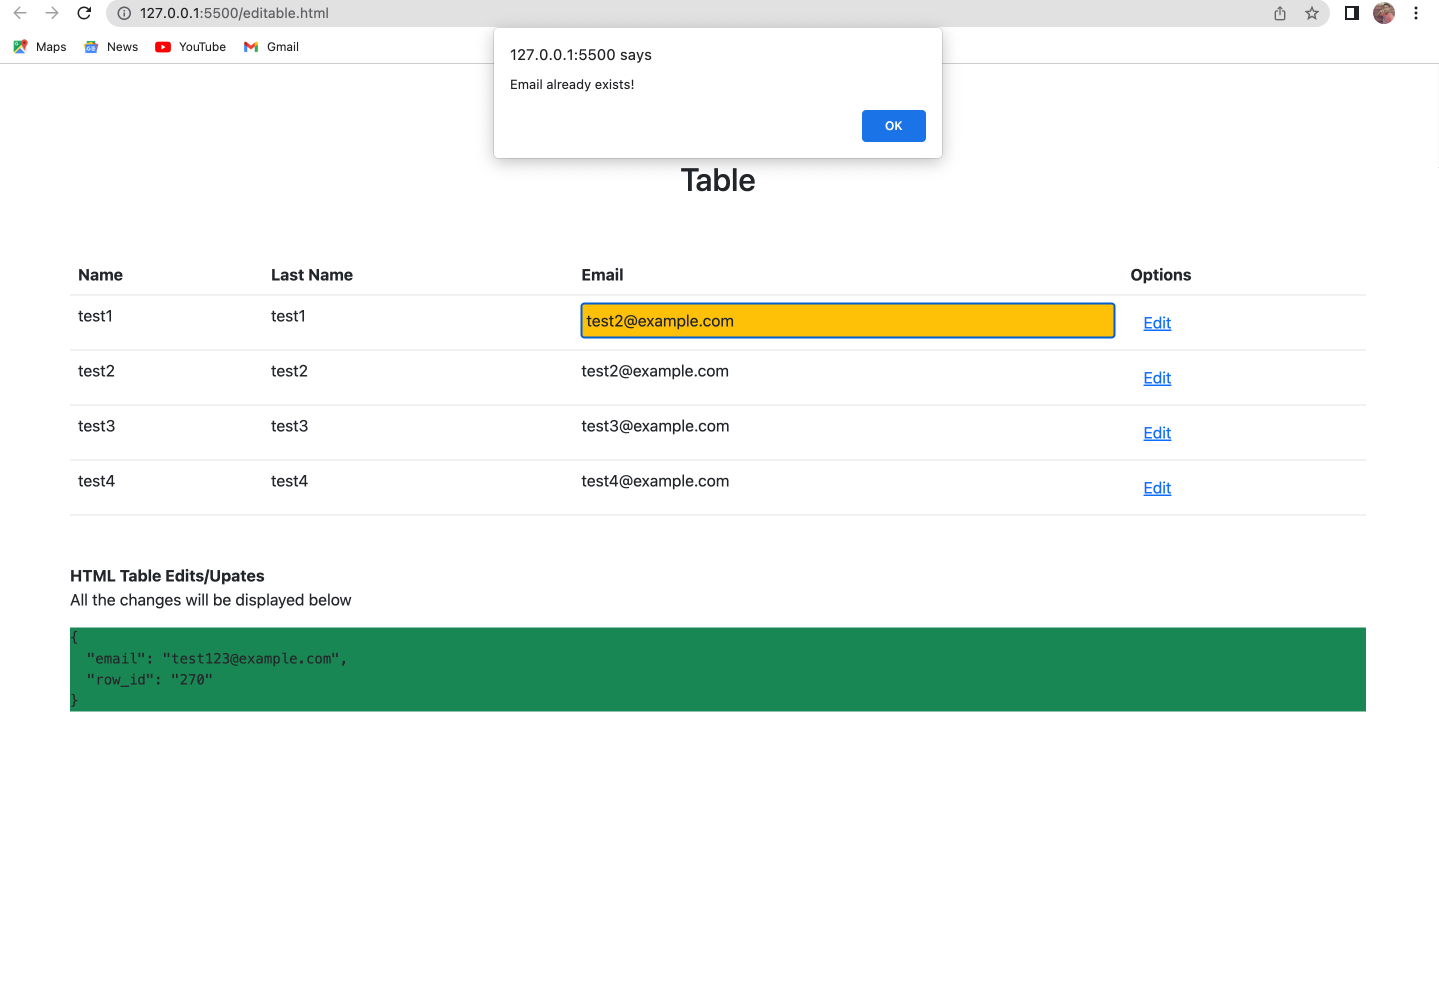 127.0.0.1:5500/editable.html
Maps News YouTube Gmail
127.0.0.1:5500 says
Email already exists!
OK
Table
Name Last Name Email Options
test1 test1 test2@example.com Edit
test2 test2 test2@example.com Edit
test3 test3 test3@example.com Edit
test4 test4 test4@example.com Edit
HTML Table Edits/Upates
All the changes will be displayed below
{
"email": "test123@example.com",
"row_id": "270"
}